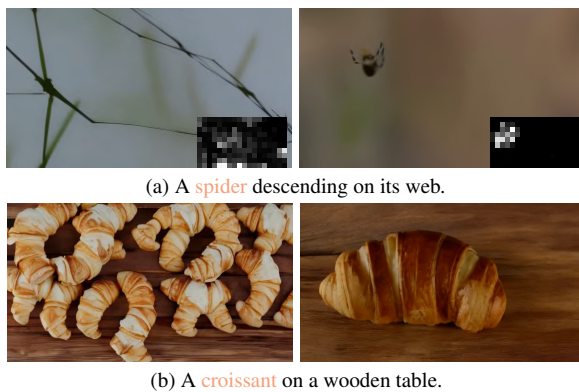 (a) A spider descending on its web.
(b) A croissant on a wooden table.